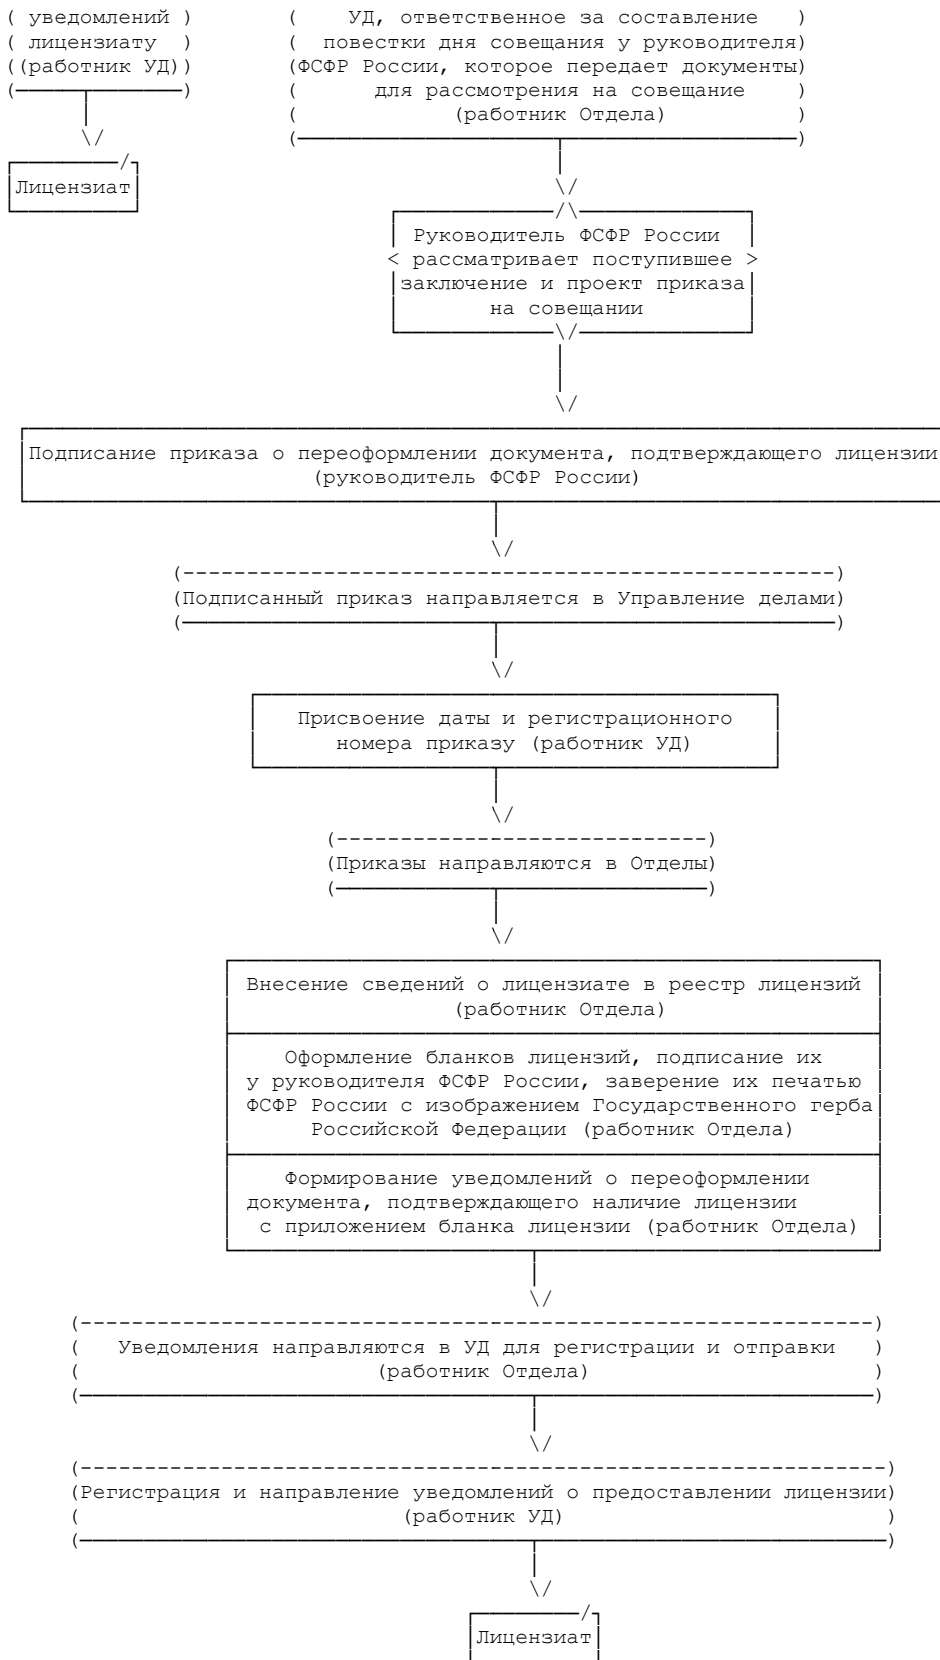 уведомлений
лицензиату
(работник УД)
Лицензиат
УД, ответственное за составление
повестки дня совещания у руководителя
ФСФР России, которое передает документы
для рассмотрения на совещание
(работник Отдела)
Руководитель ФСФР России
рассматривает поступившее
заключение и проект приказа
на совещании
Подписание приказа о переоформлении документа, подтверждающего лицензии
(руководитель ФСФР России)
(Подписанный приказ направляется в Управление делами)
Присвоение даты и регистрационного
номера приказу (работник УД)
(Приказы направляются в Отделы)
Внесение сведений о лицензиате в реестр лицензий
(работник Отдела)
Оформление бланков лицензий, подписание их
у руководителя ФСФР России, заверение их печатью
ФСФР России с изображением Государственного герба
Российской Федерации (работник Отдела)
Формирование уведомлений о переоформлении
документа, подтверждающего наличие лицензии
с приложением бланка лицензии (работник Отдела)
Уведомления направляются в УД для регистрации и отправки
(работник Отдела)
(Регистрация и направление уведомлений о предоставлении лицензии)
(работник УД)
Лицензиат